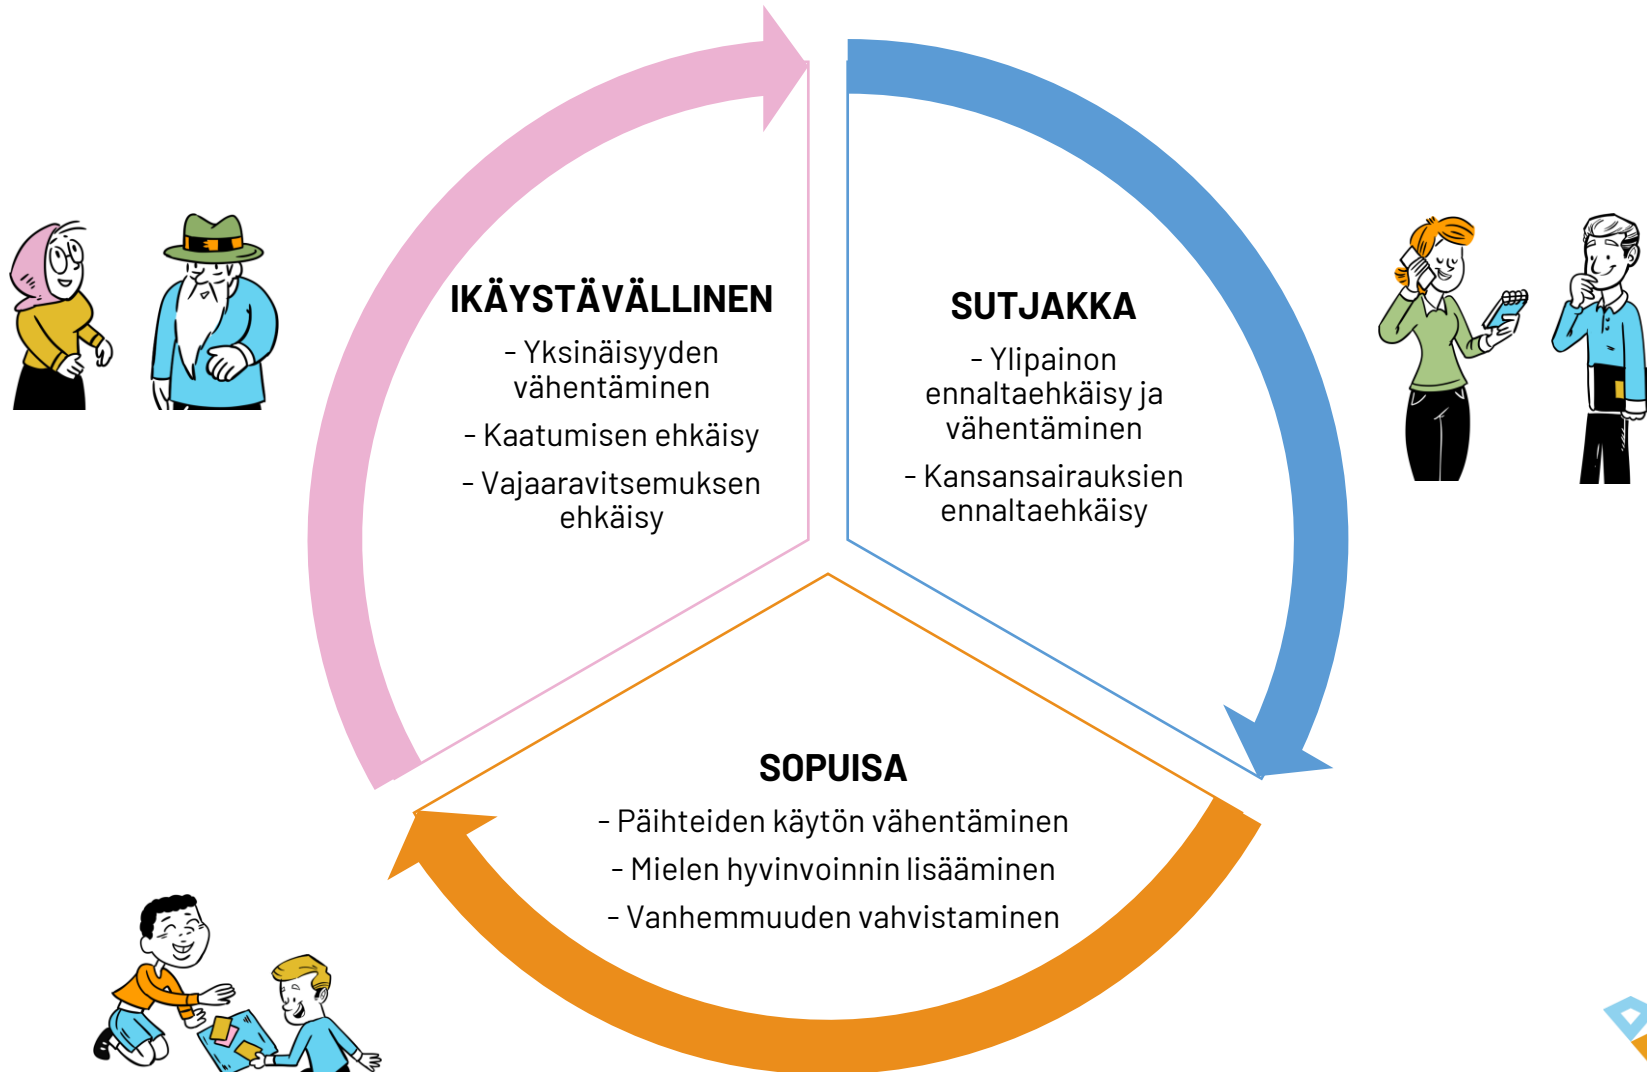 IKÄYSTÄVÄLLINEN
- Yksinäisyyden
vähentäminen
- Kaatumisen ehkäisy
- Vajaaravitsemuksen
ehkäisy
SUTJAKKA
- Ylipainon
ennaltaehkäisy ja
vähentäminen
- Kansansairauksien
ennaltaehkäisy
SOPUISA
- Päihteiden käytön vähentäminen
- Mielen hyvinvoinnin lisääminen
- Vanhemmuuden vahvistaminen